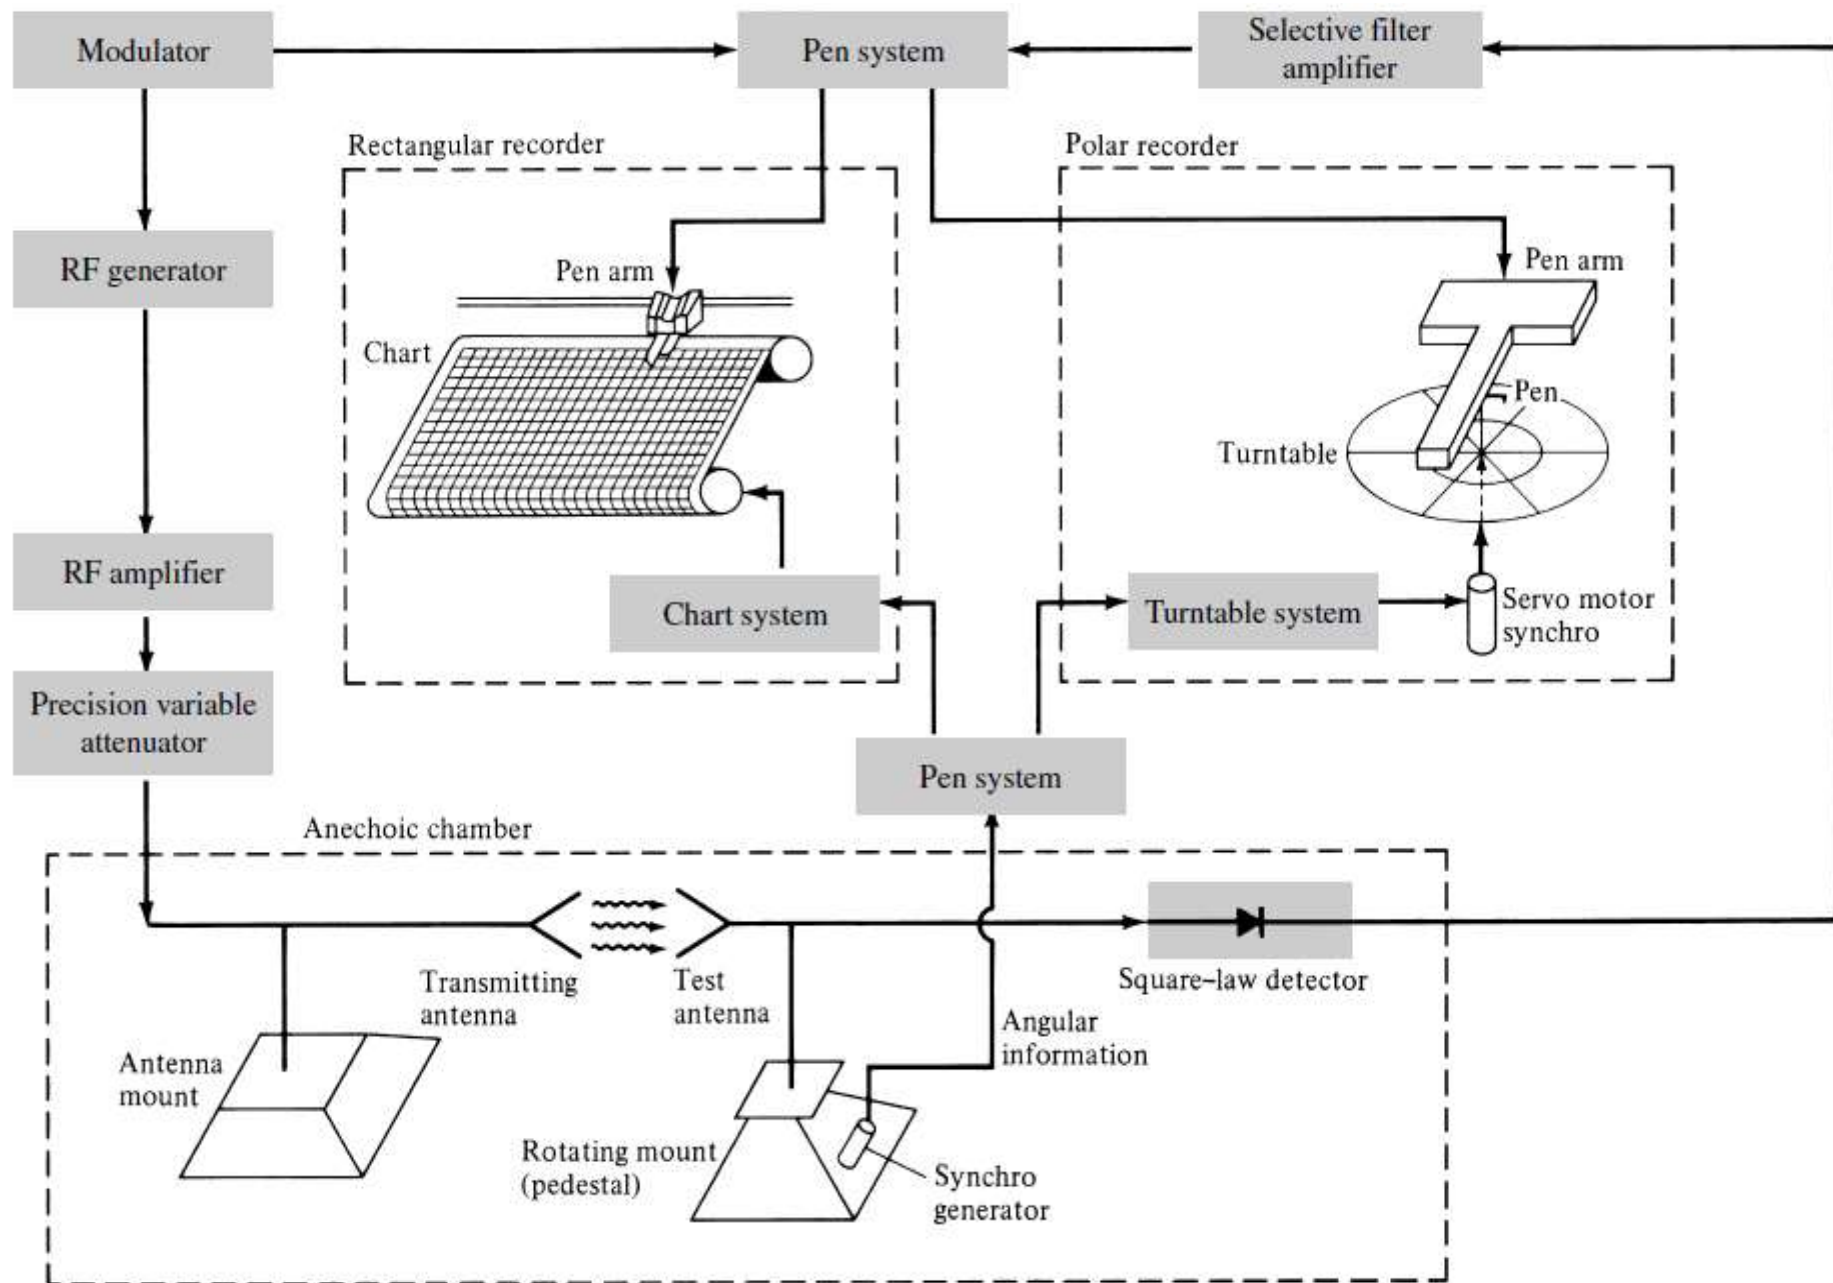 Modulator
Pen system
Selective filter
amplifier
Rectangular recorder
Polar recorder
RF generator
Pen arm
Pen arm
Chart
Pen
Turntable
RF amplifier
Chart system
Turntable system
Servo motor
synchro
Precision variable
attenuator
Pen system
Anechoic chamber
Transmitting
antenna
Test
antenna
Square-law detector
Angular
information
Antenna
mount
Rotating mount
(pedestal)
Synchro
generator